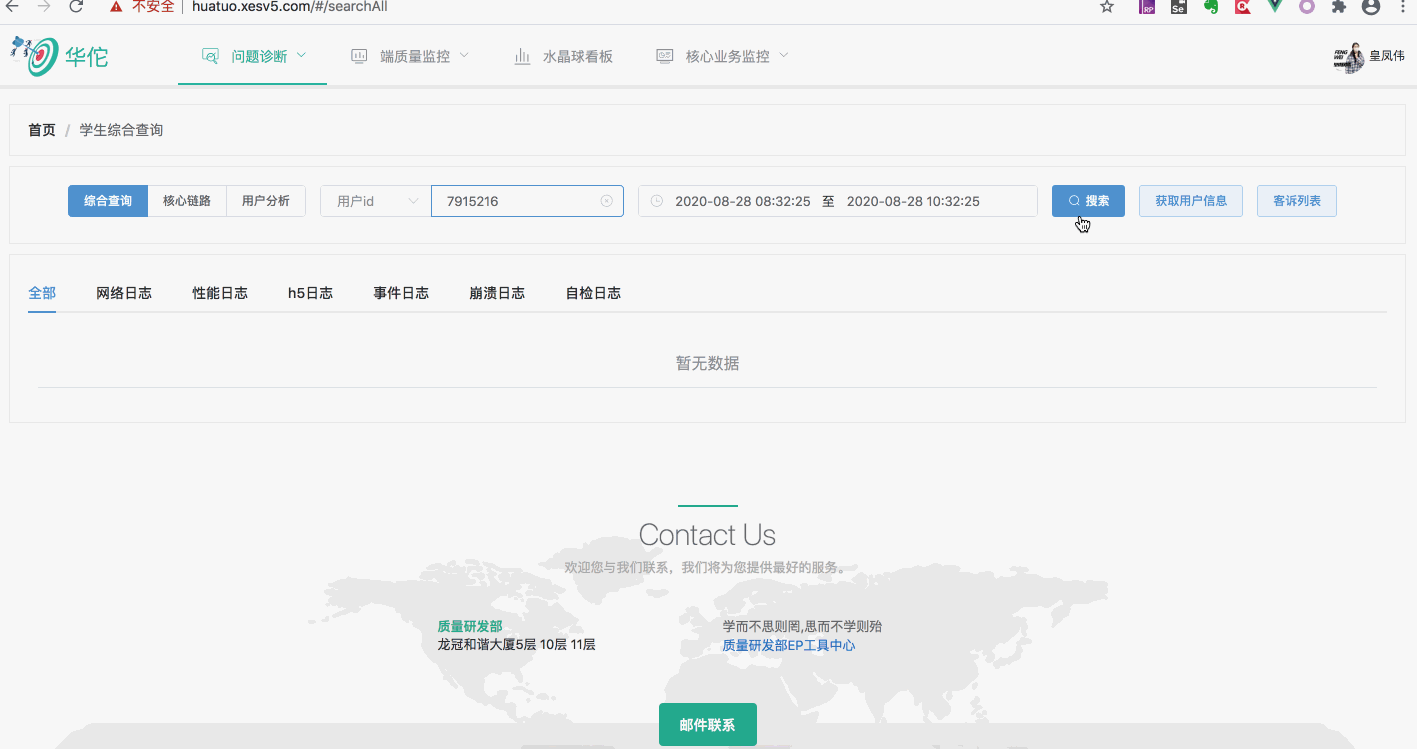 不安全 huatuo.xesv5.com/#/searchAll
华佗 问题诊断 端质量监控 水晶球看板 核心业务监控 皇凤伟
首页 / 学生综合查询
综合查询 核心链路 用户分析 用户id 7915216 2020-08-28 08:32:25 至 2020-08-28 10:32:25 搜索 获取用户信息 客诉列表
全部 网络日志 性能日志 h5日志 事件日志 崩溃日志 自检日志
暂无数据
Contact Us
欢迎您与我们联系，我们将为您提供最好的服务。
质量研发部 学而不思则罔,思而不学则殆
龙冠和谐大厦5层 10层 11层 质量研发部EP工具中心
邮件联系